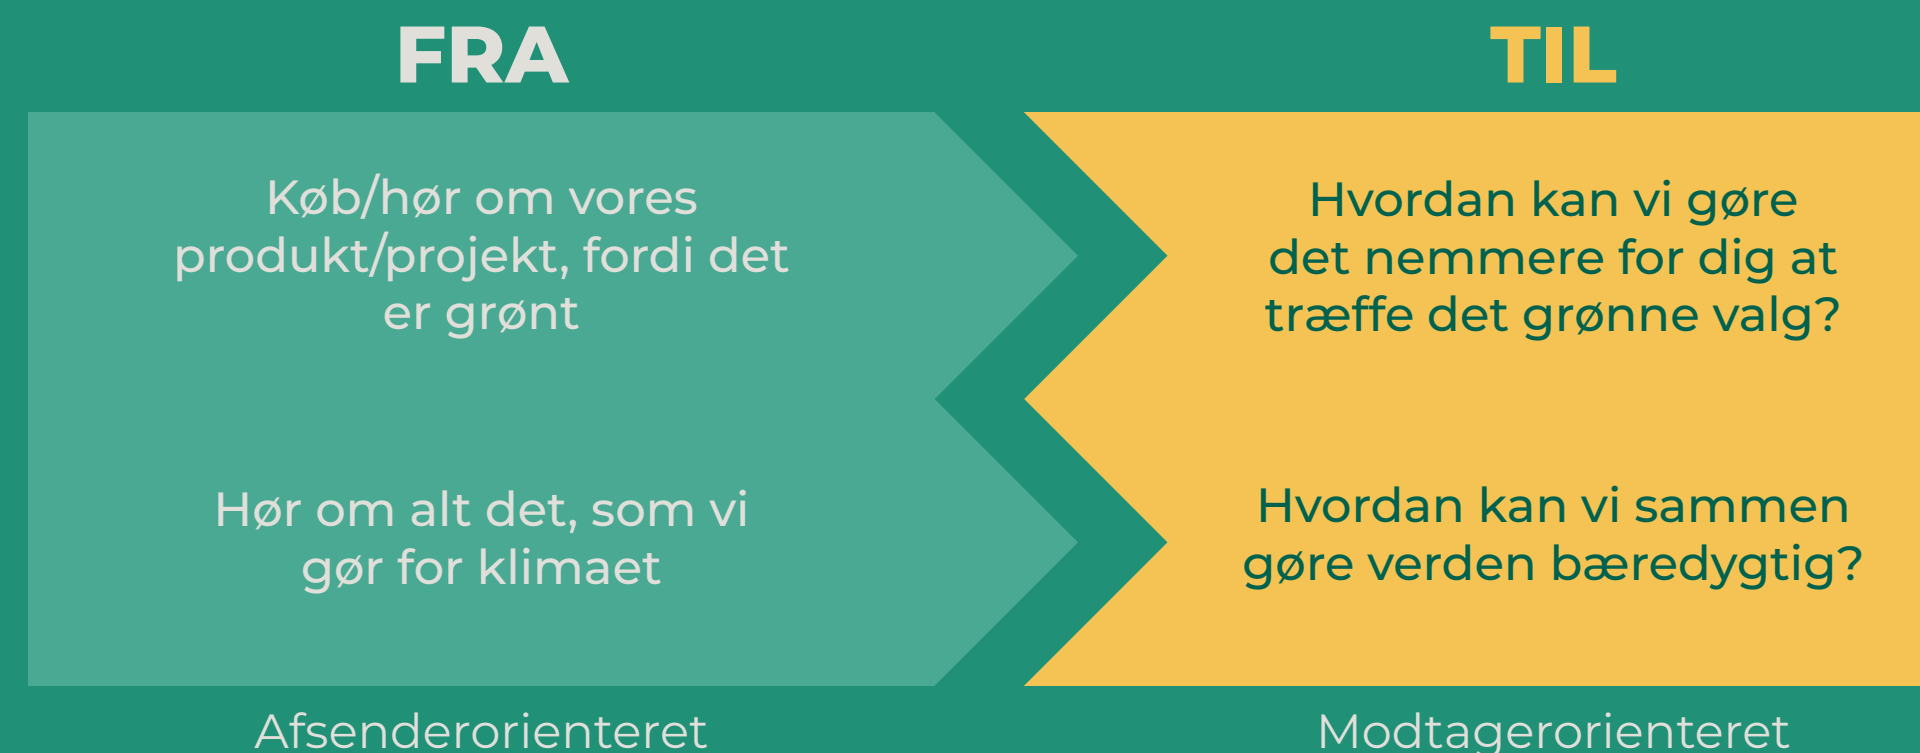 FRA
Køb/hør om vores
produkt/projekt, fordi det
er grønt
Hør om alt det, som vi
gør for klimaet
Afsenderorienteret
TIL
Hvordan kan vi gøre
det nemmere for dig at
træffe det grønne valg?
Hvordan kan vi sammen
gøre verden bæredygtig?
Modtagerorienteret